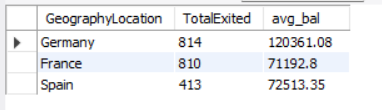 GeographyLocation TotalExited avg_bal
Germany 814 120361.08
France 810 71192.8
Spain 413 72513.35